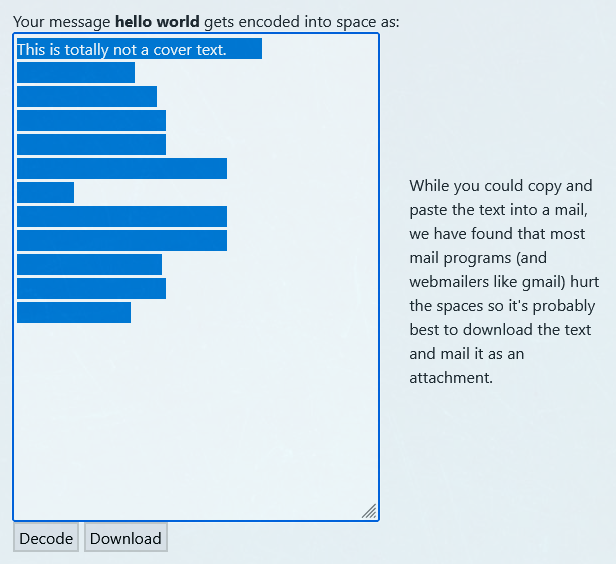 Your message hello world gets encoded into space as:
This is totally not a cover text.
While you could copy and
paste the text into a mail,
we have found that most
mail programs (and
webmailers like gmail) hurt
the spaces so it's probably
best to download the text
and mail it as an
attachment.
Decode Download